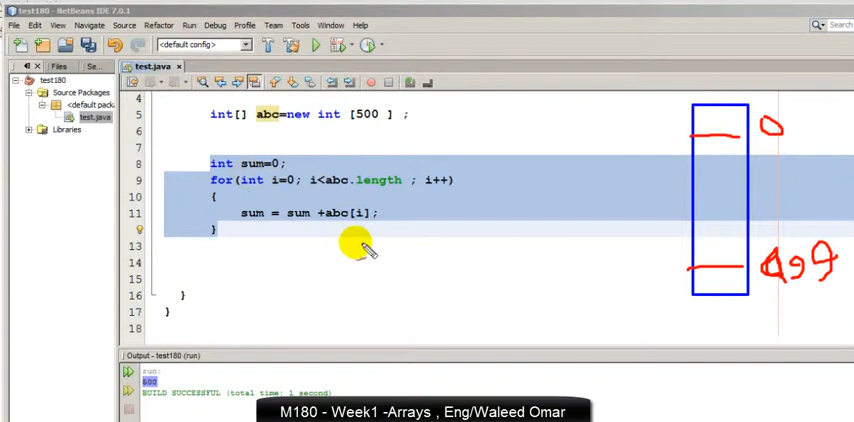 test180 - NetBeans IDE 7.0.1
File Edit View Navigate Source Refactor Run Debug Profile Team Tools Window Help
<default config>
Search
Files Se...
test.java
test180
Source Packages
<default pack
test.java
Libraries
4
5 int[] abc=new int [500 ] ;
6
7
8 int sum=0;
9 for(int i=0; i<abc.length ; i++)
10 {
11 sum = sum +abc[i];
}
13
14
15
16 }
17 }
18
0
499
Output - test180 (run)
run:
500
BUILD SUCCESSFUL (total time: 1 second)
M180 - Week1 -Arrays , Eng/Waleed Omar